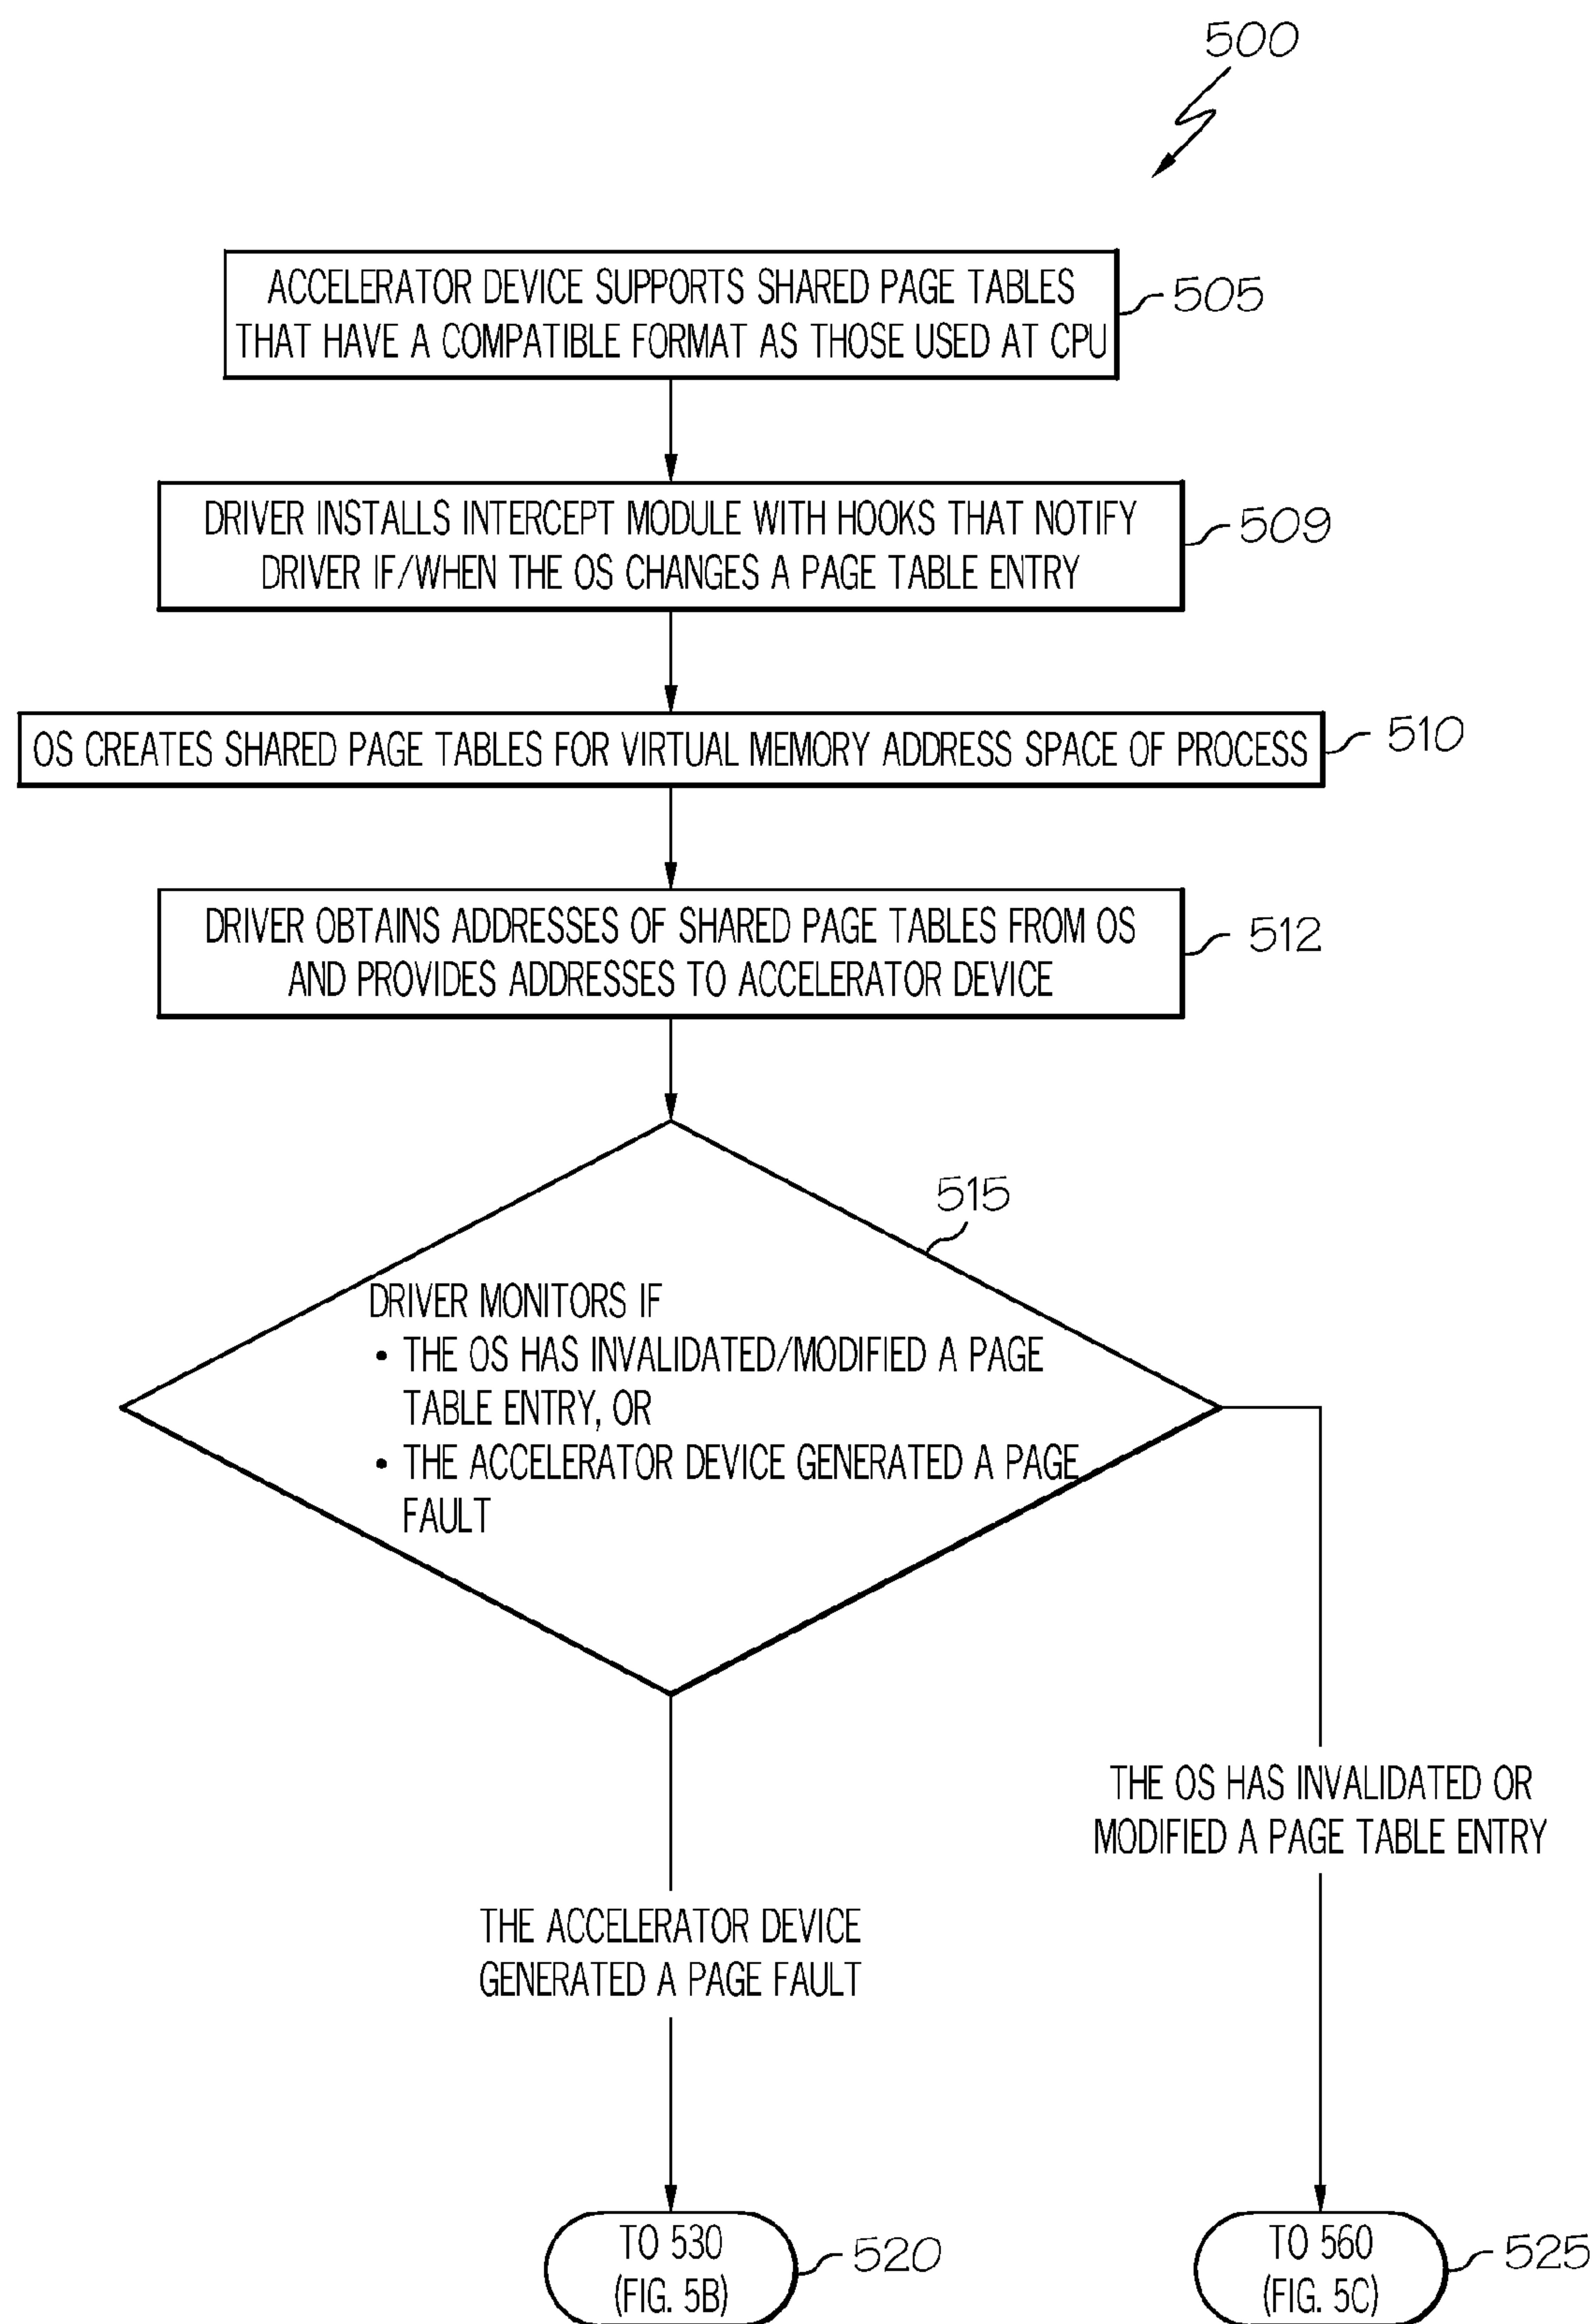 500
ACCELERATOR DEVICE SUPPORTS SHARED PAGE TABLES
THAT HAVE A COMPATIBLE FORMAT AS THOSE USED AT CPU
505
DRIVER INSTALLS INTERCEPT MODULE WITH HOOKS THAT NOTIFY
DRIVER IF/WHEN THE OS CHANGES A PAGE TABLE ENTRY
509
OS CREATES SHARED PAGE TABLES FOR VIRTUAL MEMORY ADDRESS SPACE OF PROCESS
510
DRIVER OBTAINS ADDRESSES OF SHARED PAGE TABLES FROM OS
AND PROVIDES ADDRESSES TO ACCELERATOR DEVICE
512
515
DRIVER MONITORS IF
• THE OS HAS INVALIDATED/MODIFIED A PAGE
TABLE ENTRY, OR
• THE ACCELERATOR DEVICE GENERATED A PAGE
FAULT
THE OS HAS INVALIDATED OR
MODIFIED A PAGE TABLE ENTRY
THE ACCELERATOR DEVICE
GENERATED A PAGE FAULT
TO 530
(FIG. 5B)
520
TO 560
(FIG. 5C)
525